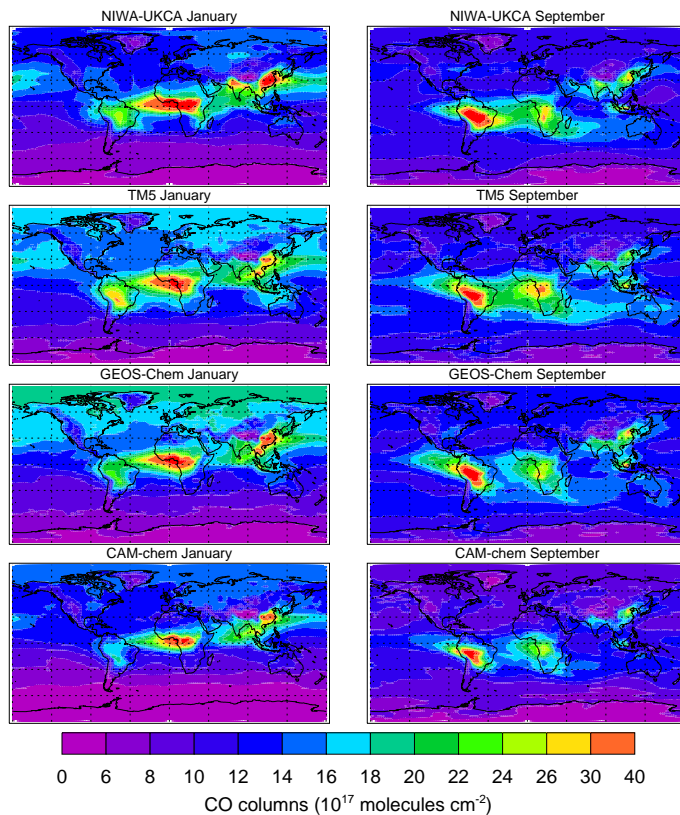 NIWA-UKCA January
NIWA-UKCA September
TM5 January
TM5 September
GEOS-Chem January
GEOS-Chem September
CAM-chem January
CAM-chem September
0 6 8 10 12 14 16 18 20 22 24 26 30 40
CO columns (10¹⁷ molecules cm⁻²)